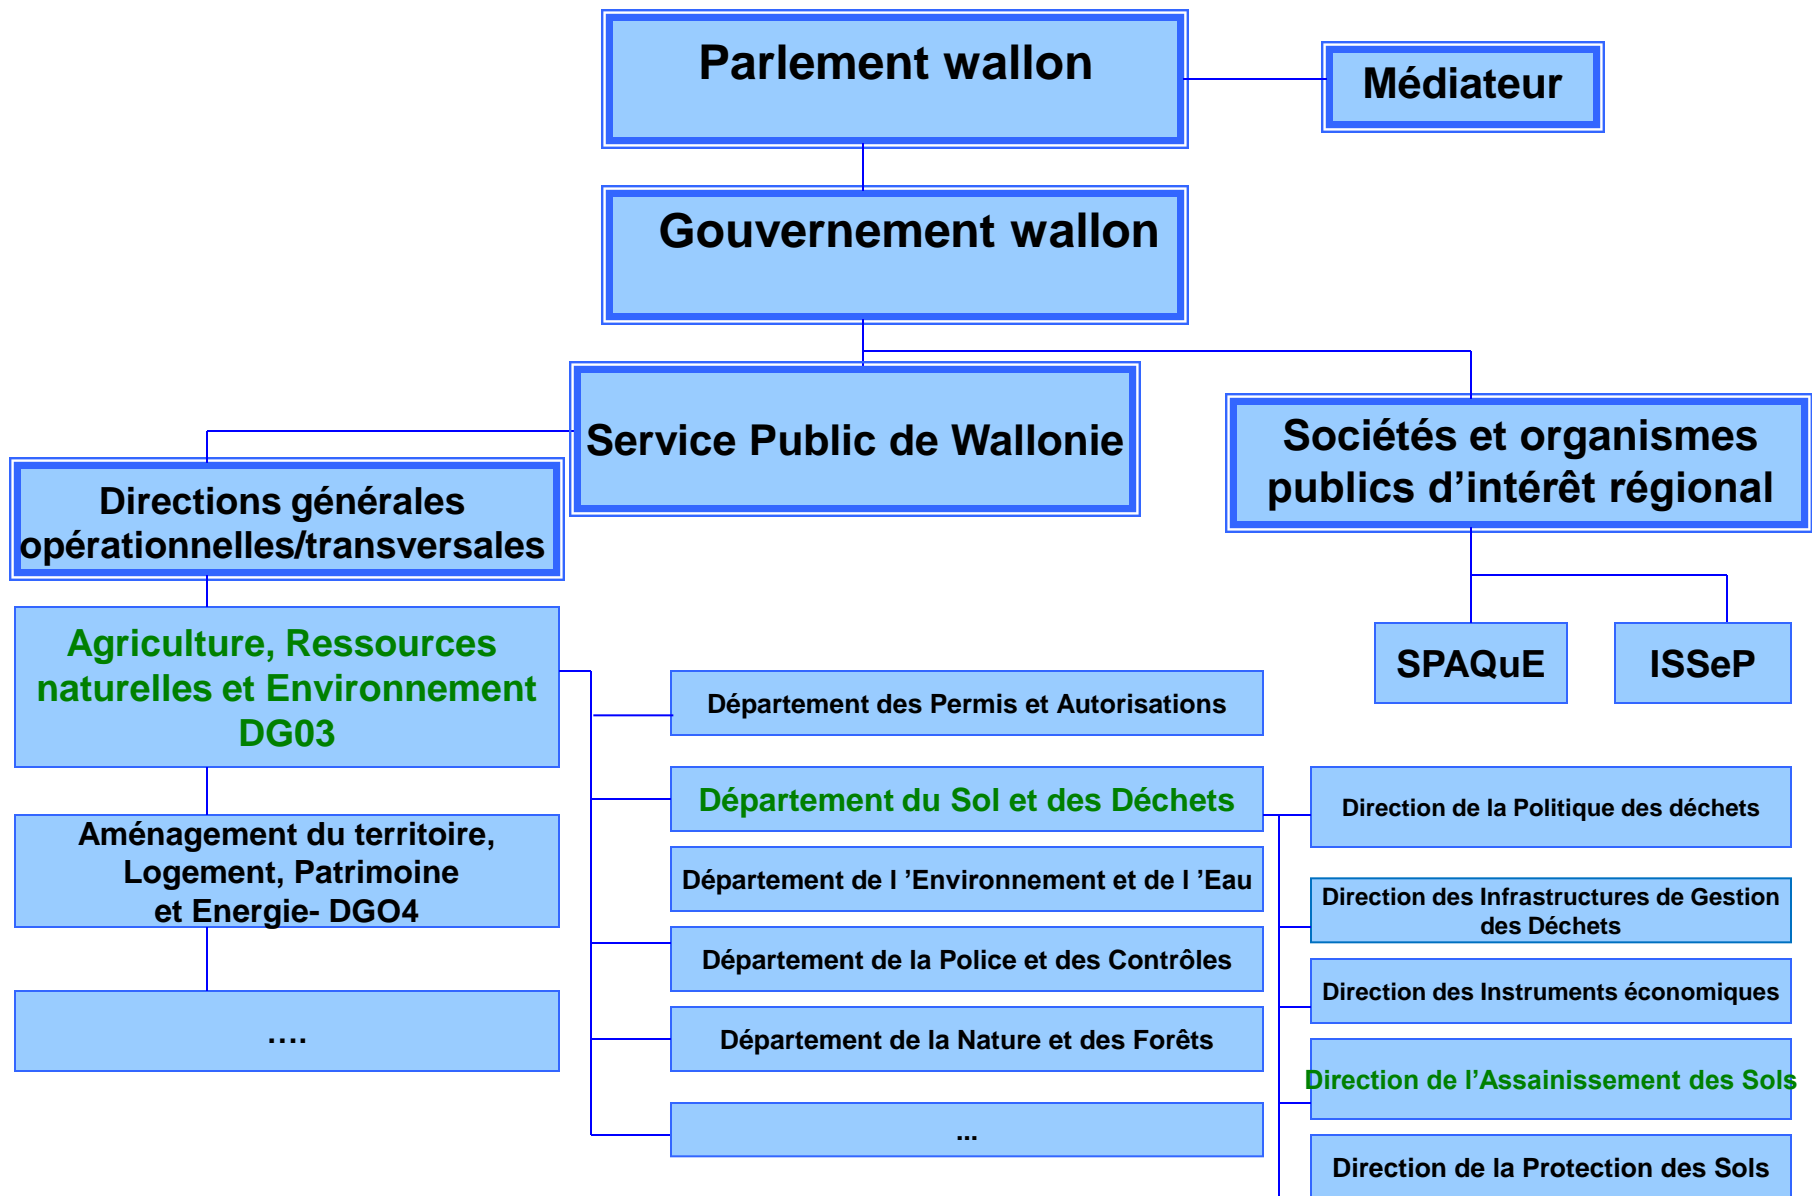 Parlement wallon
Médiateur
Gouvernement wallon
Service Public de Wallonie
Sociétés et organismes
publics d’intérêt régional
Directions générales
opérationnelles/transversales
SPAQuE
ISSeP
Agriculture, Ressources
naturelles et Environnement
DG03
Aménagement du territoire,
Logement, Patrimoine
et Energie- DGO4
….
Département des Permis et Autorisations
Département du Sol et des Déchets
Département de l ’Environnement et de l ’Eau
Département de la Police et des Contrôles
Département de la Nature et des Forêts
...
Direction de la Politique des déchets
Direction des Infrastructures de Gestion
des Déchets
Direction des Instruments économiques
Direction de l’Assainissement des Sols
Direction de la Protection des Sols